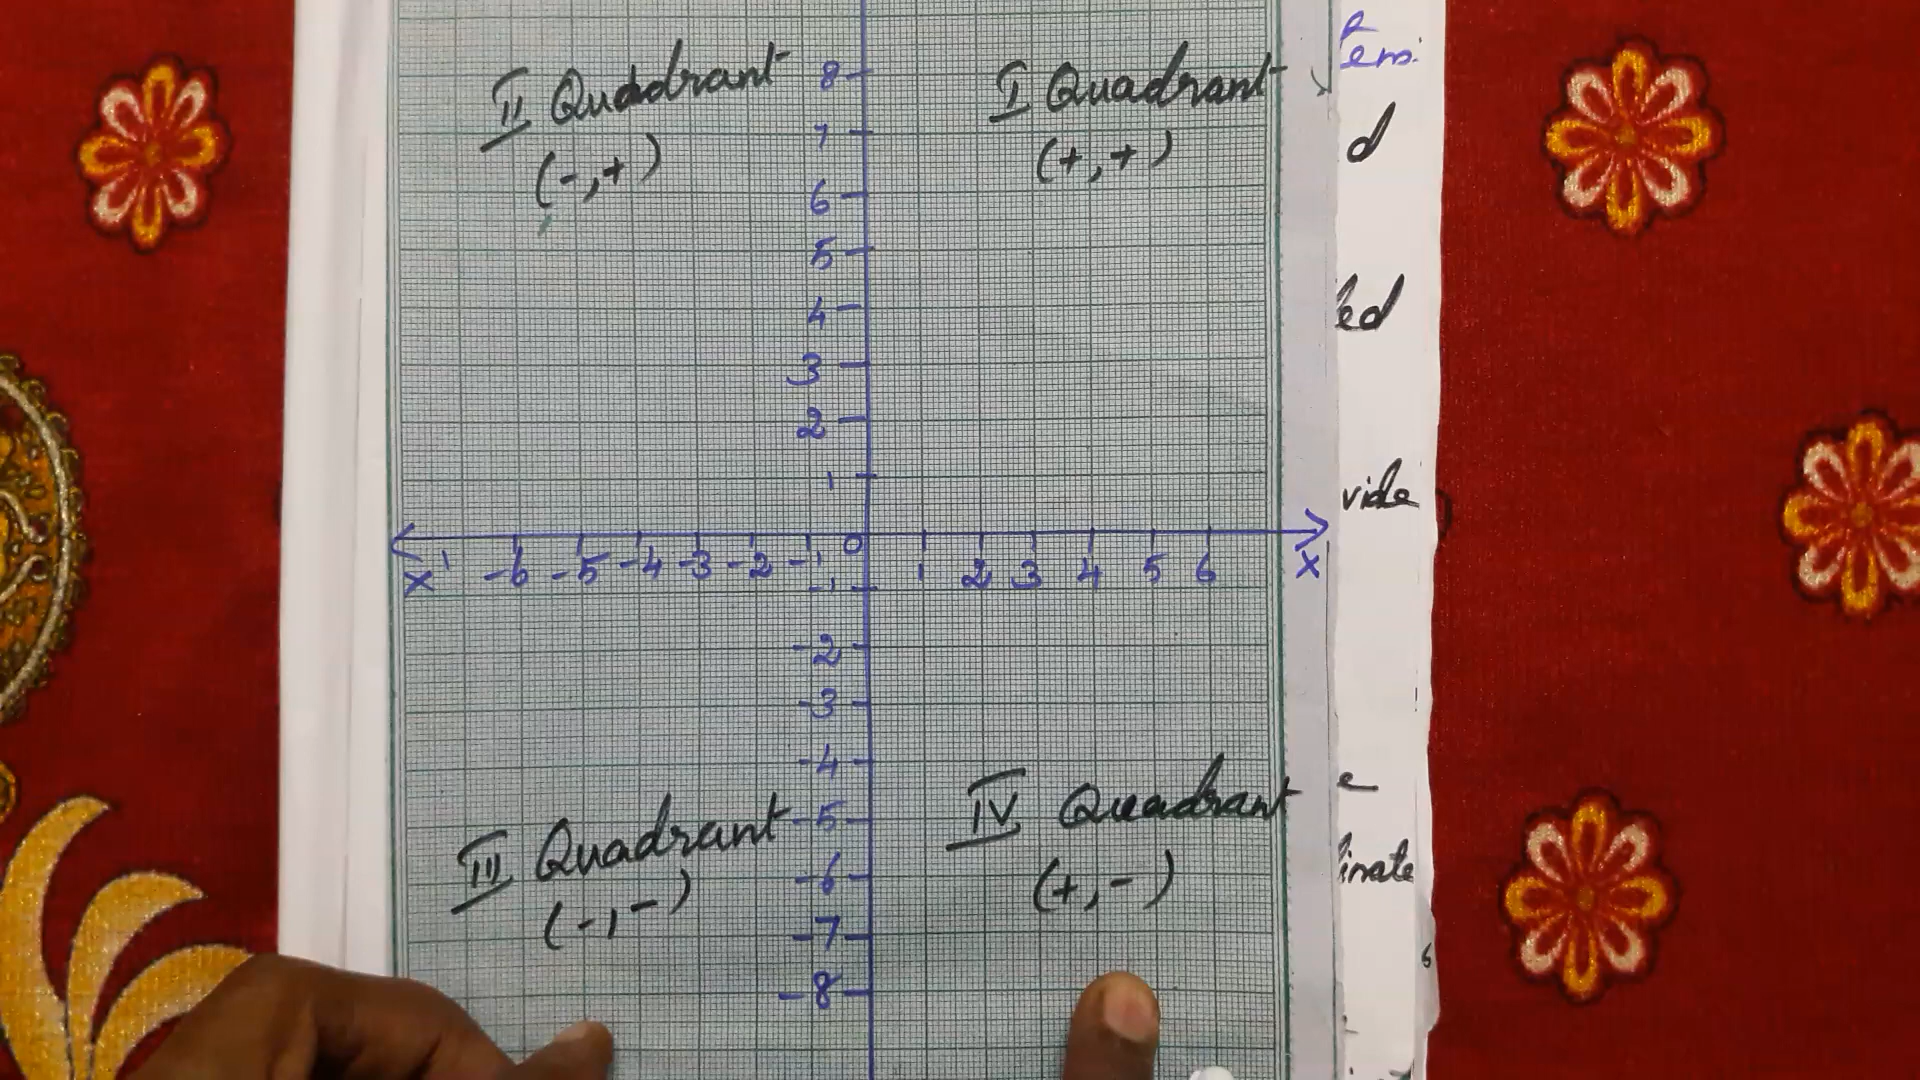 II Quadrant
(-,+)
I Quadrant
(+,+)
8
7
6
5
4
3
2
1
X' -6 -5 -4 -3 -2 -1 0 1 2 3 4 5 6 X
-1
-2
-3
-4
-5
-6
-7
-8
III Quadrant
(-,-)
IV Quadrant
(+,-)
d
ed
vide
e
inate